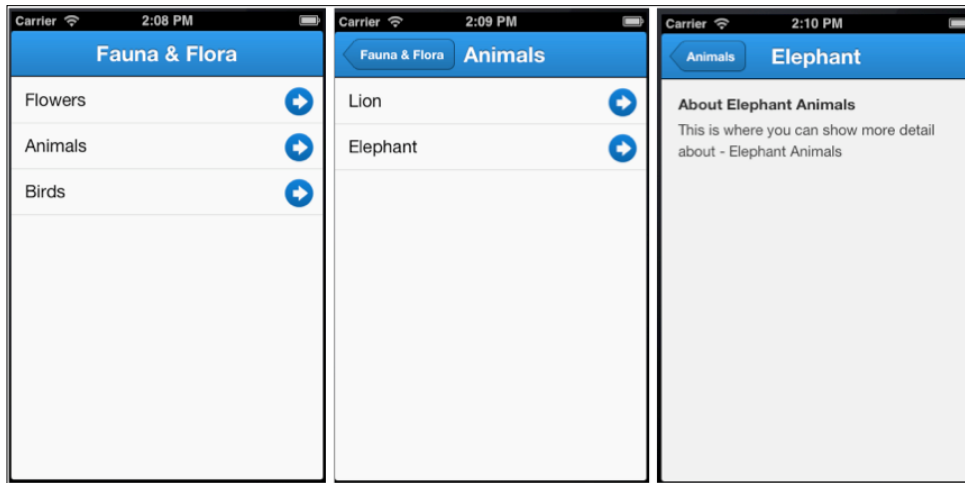 Carrier 2:08 PM
Fauna & Flora
Flowers
Animals
Birds
Carrier 2:09 PM
Fauna & Flora Animals
Lion
Elephant
Carrier 2:10 PM
Animals Elephant
About Elephant Animals
This is where you can show more detail
about - Elephant Animals